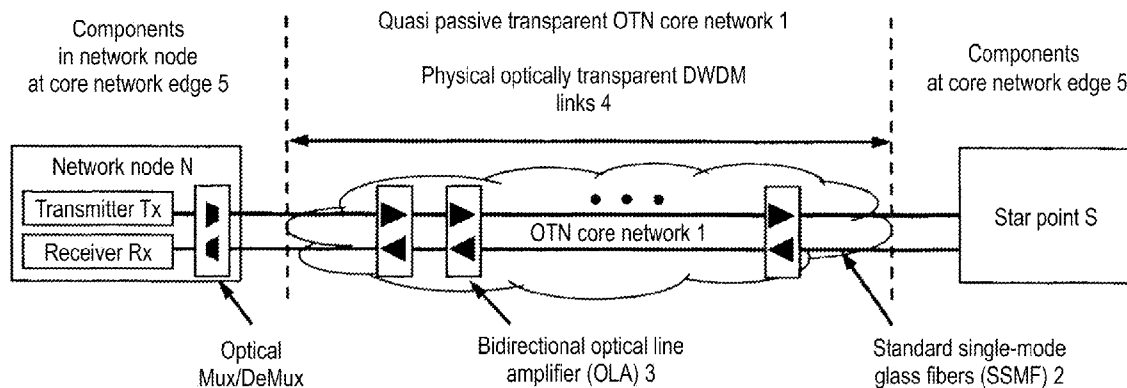 Components
in network node
at core network edge 5
Quasi passive transparent OTN core network 1
Physical optically transparent DWDM
links 4
Components
at core network edge 5
Network node N
Transmitter Tx
Receiver Rx
OTN core network 1
Star point S
Optical
Mux/DeMux
Bidirectional optical line
amplifier (OLA) 3
Standard single-mode
glass fibers (SSMF) 2